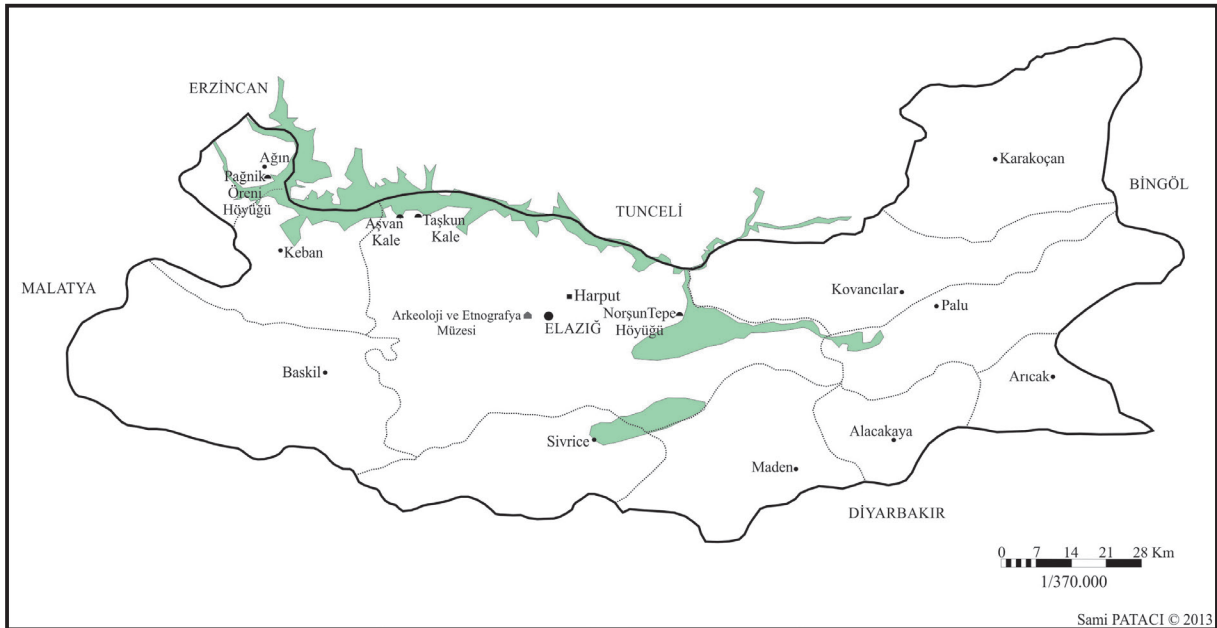 ERZİNCAN
Ağın
Pağnik
Öreni
Höyüğü
Karakoçan
BİNGÖL
TUNCELİ
Aşvan
Kale
Taşkun
Kale
Keban
MALATYA
Harput
Kovancılar
Palu
Arkeoloji ve Etnografya
Müzesi
ELAZIĞ
NorşunTepe
Höyüğü
Baskil
Arıcak
Sivrice
Alacakaya
Maden
DİYARBAKIR
0 7 14 21 28 Km
1/370.000
Sami PATACI © 2013